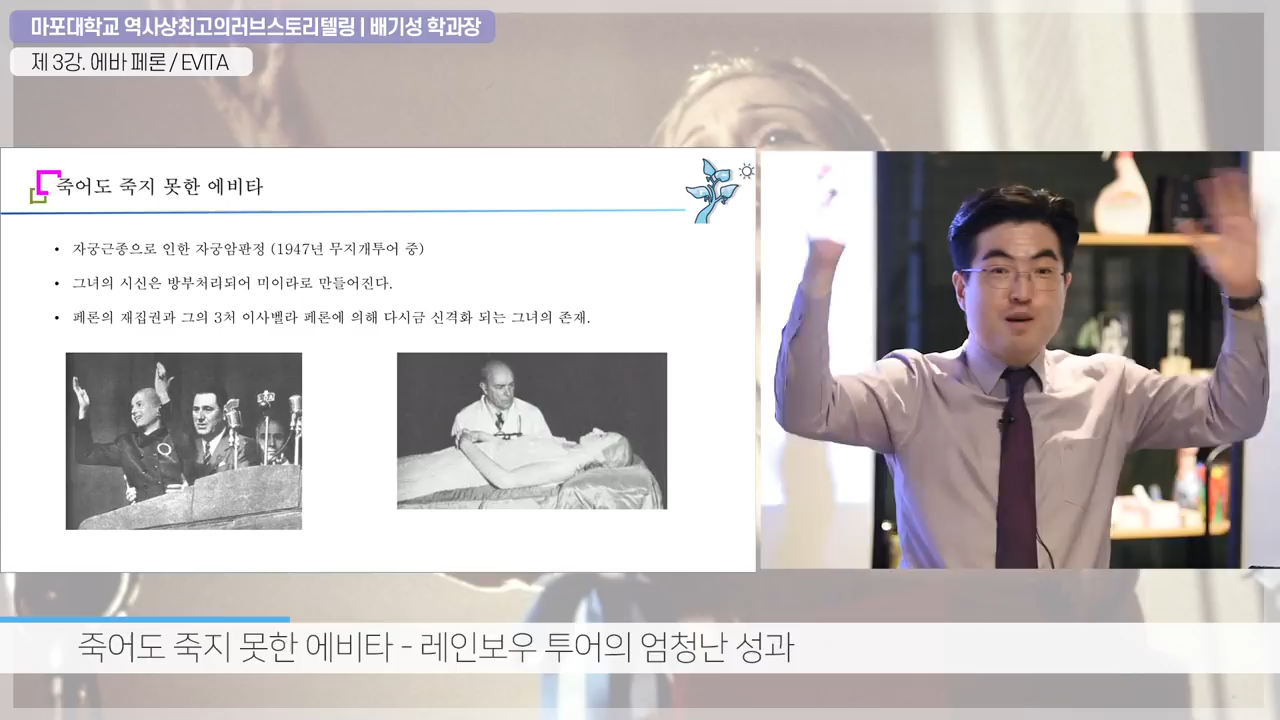 마포대학교 역사상최고의러브스토리텔링 | 배기성 학과장
제 3강. 에바 페론 / EVITA
죽어도 죽지 못한 에비타
• 자궁근종으로 인한 자궁암판정 (1947년 무지개투어 중)
• 그녀의 시신은 방부처리되어 미이라로 만들어진다.
• 페론의 재집권과 그의 3처 이사벨라 페론에 의해 다시금 신격화 되는 그녀의 존재.
죽어도 죽지 못한 에비타 - 레인보우 투어의 엄청난 성과